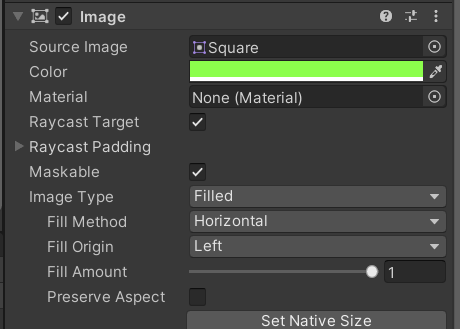 Image
Source Image Square
Color
Material None (Material)
Raycast Target
Raycast Padding
Maskable
Image Type Filled
Fill Method Horizontal
Fill Origin Left
Fill Amount 1
Preserve Aspect
Set Native Size